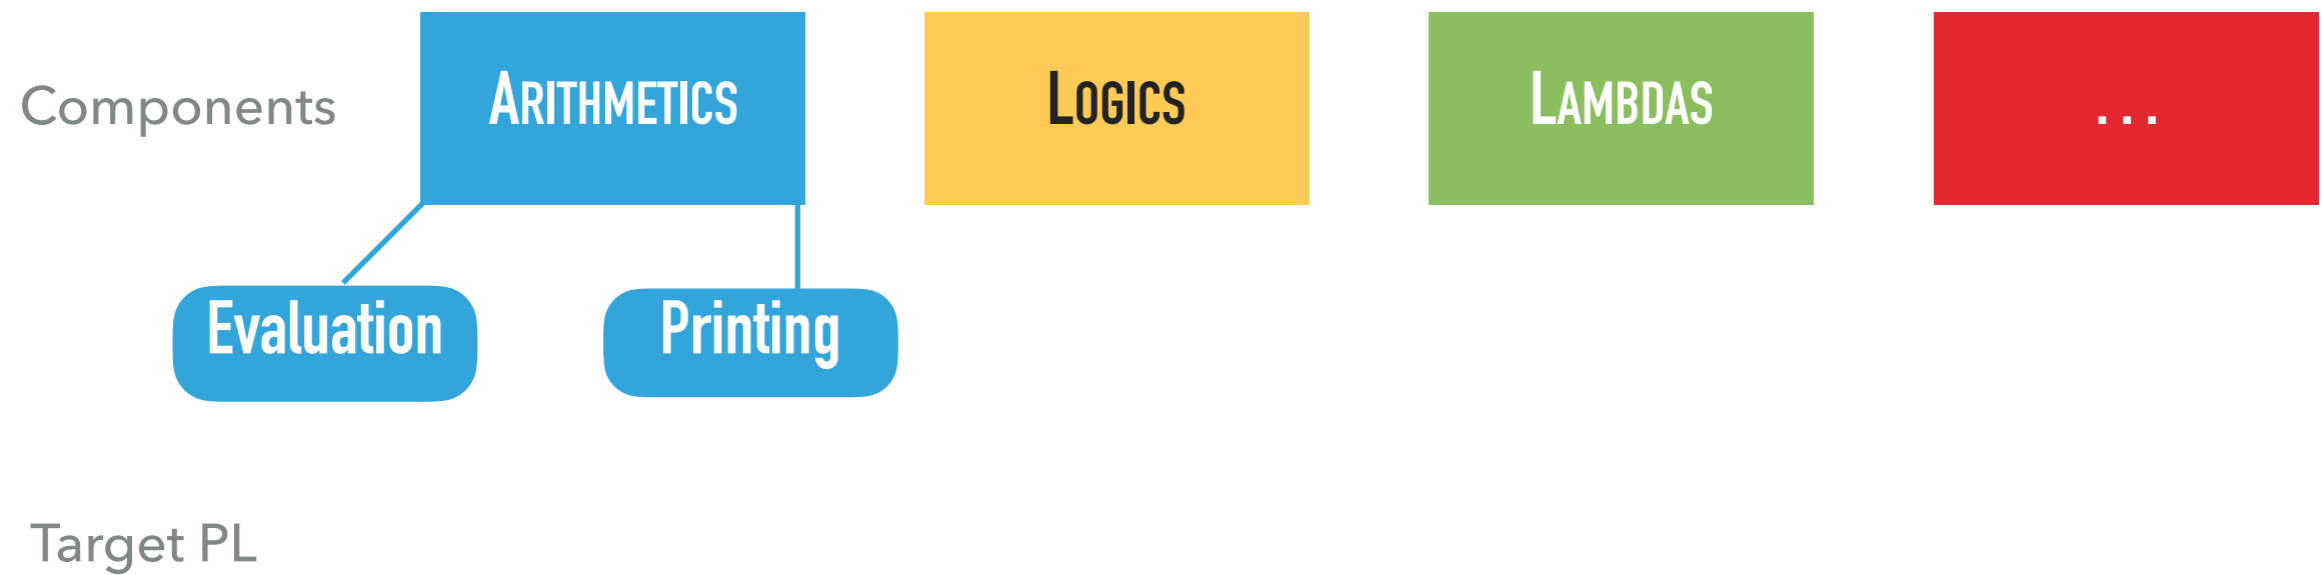 Components
ARITHMETICS
LOGICS
LAMBDAS
...
Evaluation
Printing
Target PL